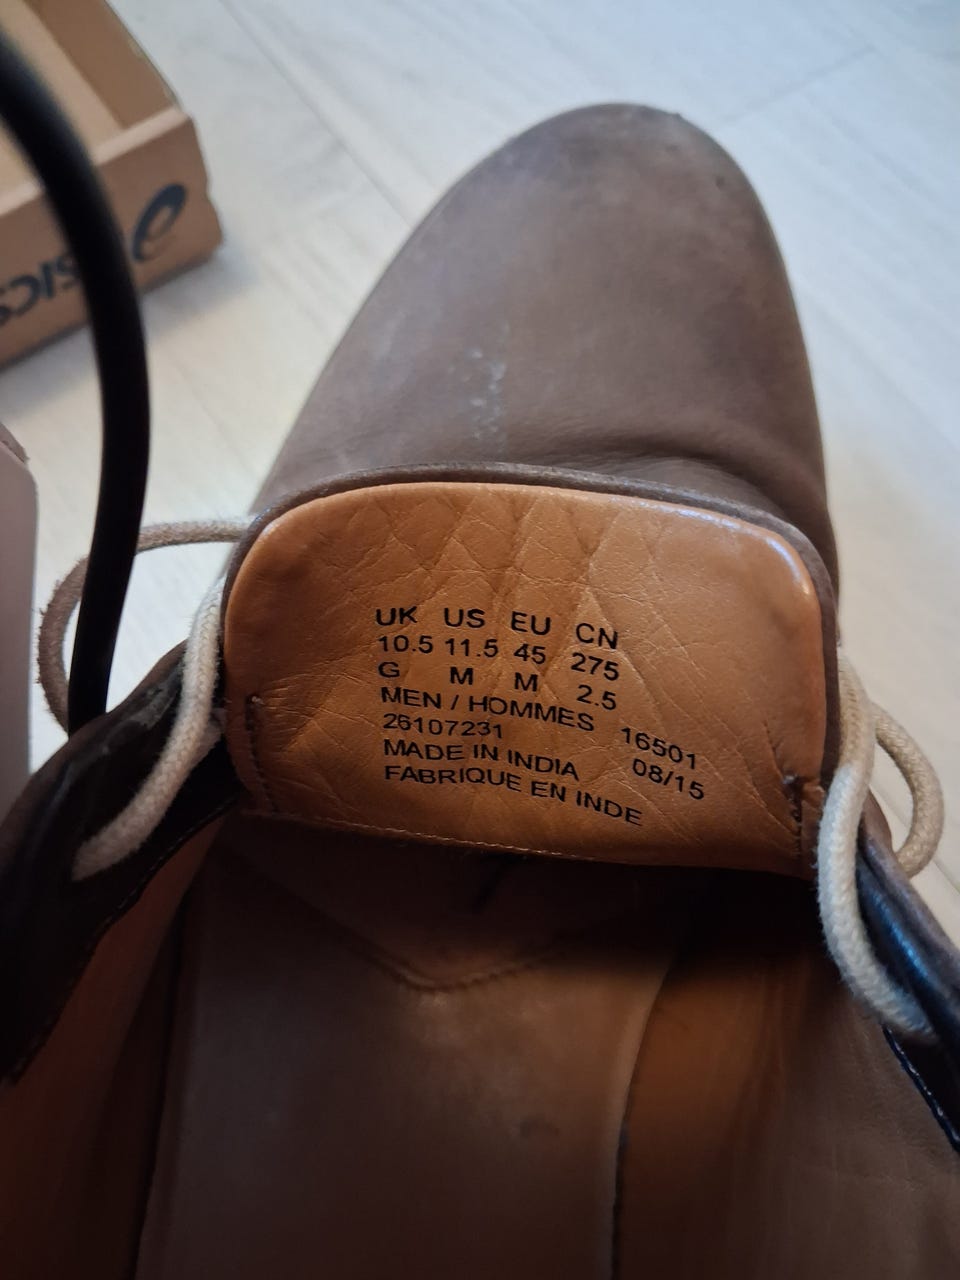 asics
UK US EU CN
10.5 11.5 45 275
G M M 2.5
MEN / HOMMES 16501
26107231 08/15
MADE IN INDIA
FABRIQUE EN INDE